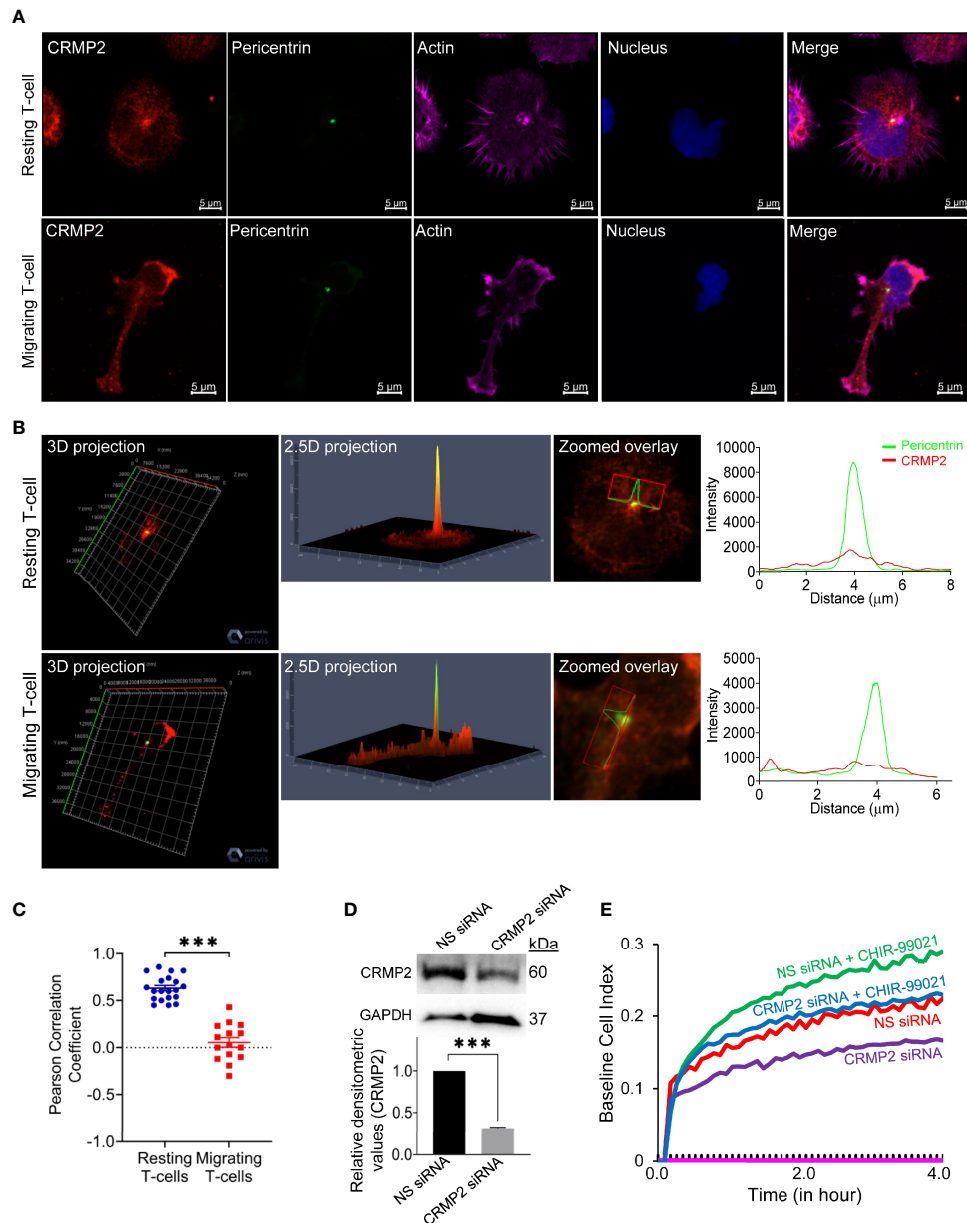 A
Resting T-cell
CRMP2
Pericentrin
Actin
Nucleus
Merge
5 µm
5 µm
5 µm
5 µm
5 µm
Migrating T-cell
CRMP2
Pericentrin
Actin
Nucleus
Merge
5 µm
5 µm
5 µm
5 µm
5 µm
B
Resting T-cell
3D projection
2.5D projection
Zoomed overlay
powered by
arivis
Intensity
10000
8000
6000
4000
2000
0
0 2 4 6 8
Distance (µm)
Pericentrin
CRMP2
Migrating T-cell
3D projection
2.5D projection
Zoomed overlay
powered by
arivis
Intensity
5000
4000
3000
2000
1000
0
0 2 4 6
Distance (µm)
C
Pearson Correlation
Coefficient
1.0
0.5
0.0
-0.5
-1.0
***
Resting
T-cells
Migrating
T-cells
D
NS siRNA
CRMP2 siRNA
kDa
CRMP2
60
GAPDH
37
Relative densitometric
values (CRMP2)
***
1.0
0.5
0.0
NS siRNA
CRMP2 siRNA
E
Baseline Cell Index
0.3
0.2
0.1
0
NS siRNA + CHIR-99021
CRMP2 siRNA + CHIR-99021
NS siRNA
CRMP2 siRNA
0.0 2.0 4.0
Time (in hour)